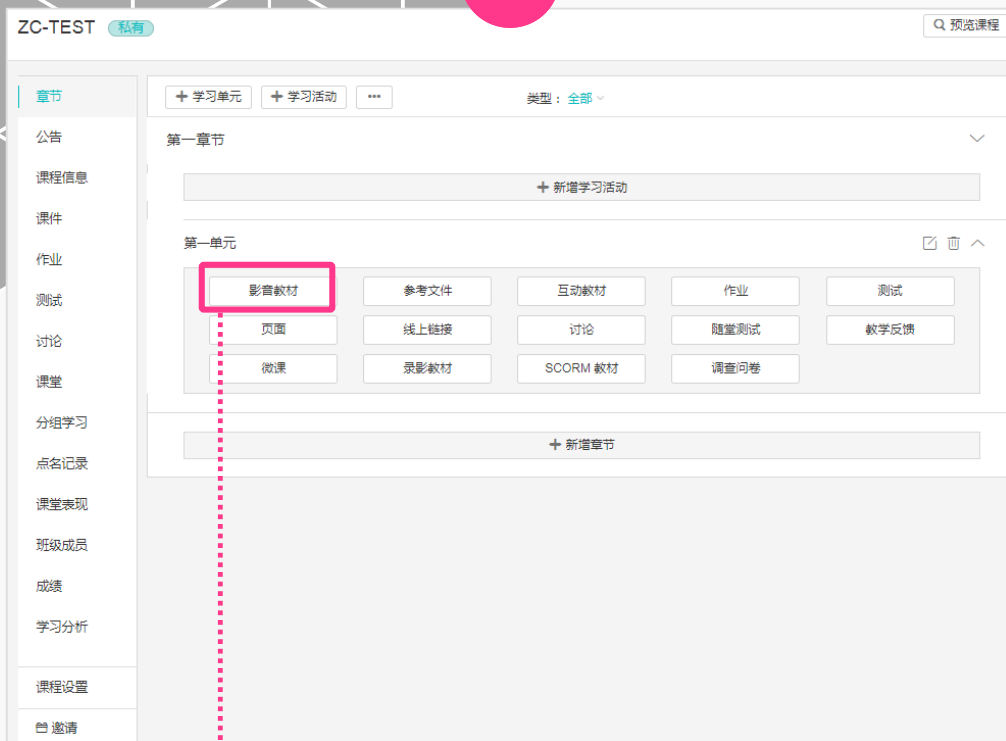 ZC-TEST 私有
预览课程
章节
公告
课程信息
课件
作业
测试
讨论
课堂
分组学习
点名记录
课堂表现
班级成员
成绩
学习分析
课程设置
邀请
+ 学习单元 + 学习活动 ••• 类型：全部
第一章节
+ 新增学习活动
第一单元
影音教材 参考文件 互动教材 作业 测试
页面 线上链接 讨论 随堂测试 教学反馈
微课 录影教材 SCORM 教材 调查问卷
+ 新增章节